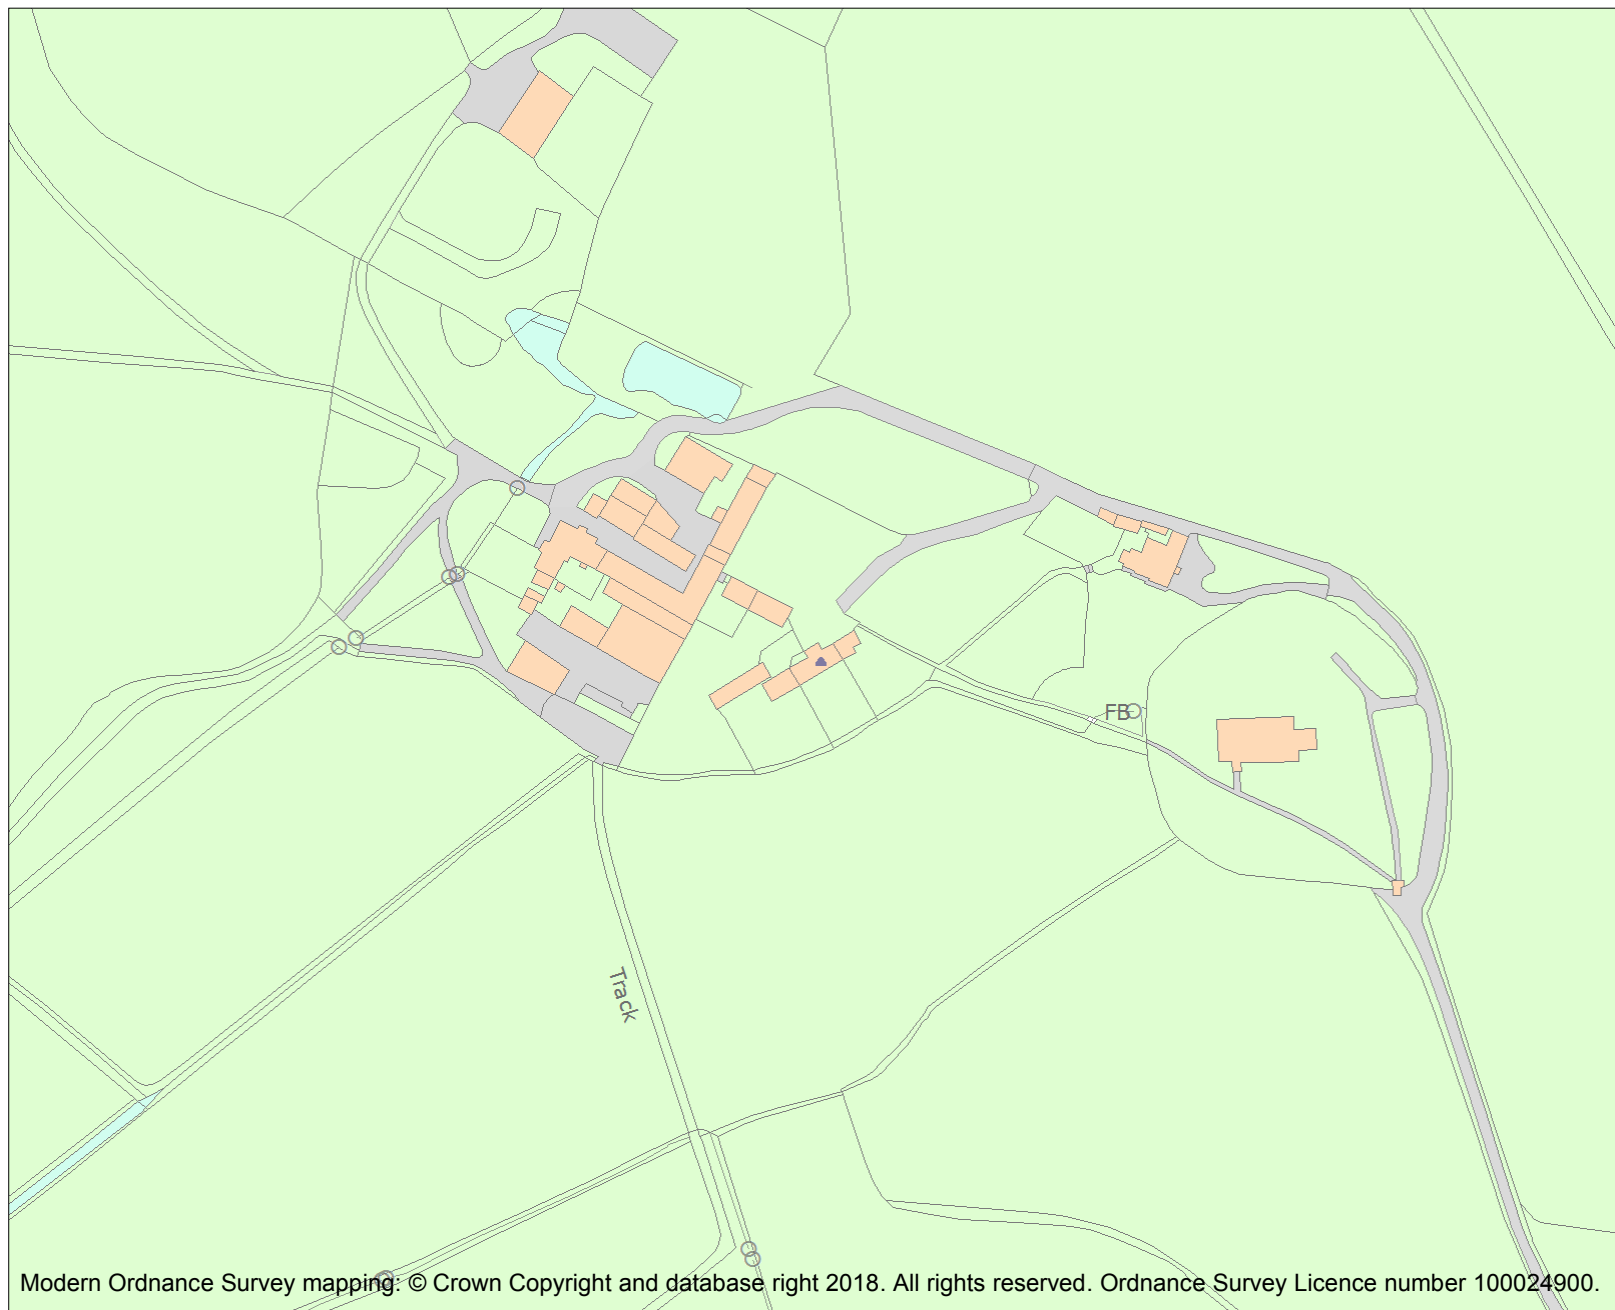 FB
Track
Modern Ordnance Survey mapping: © Crown Copyright and database right 2018. All rights reserved. Ordnance Survey Licence number 100024900.